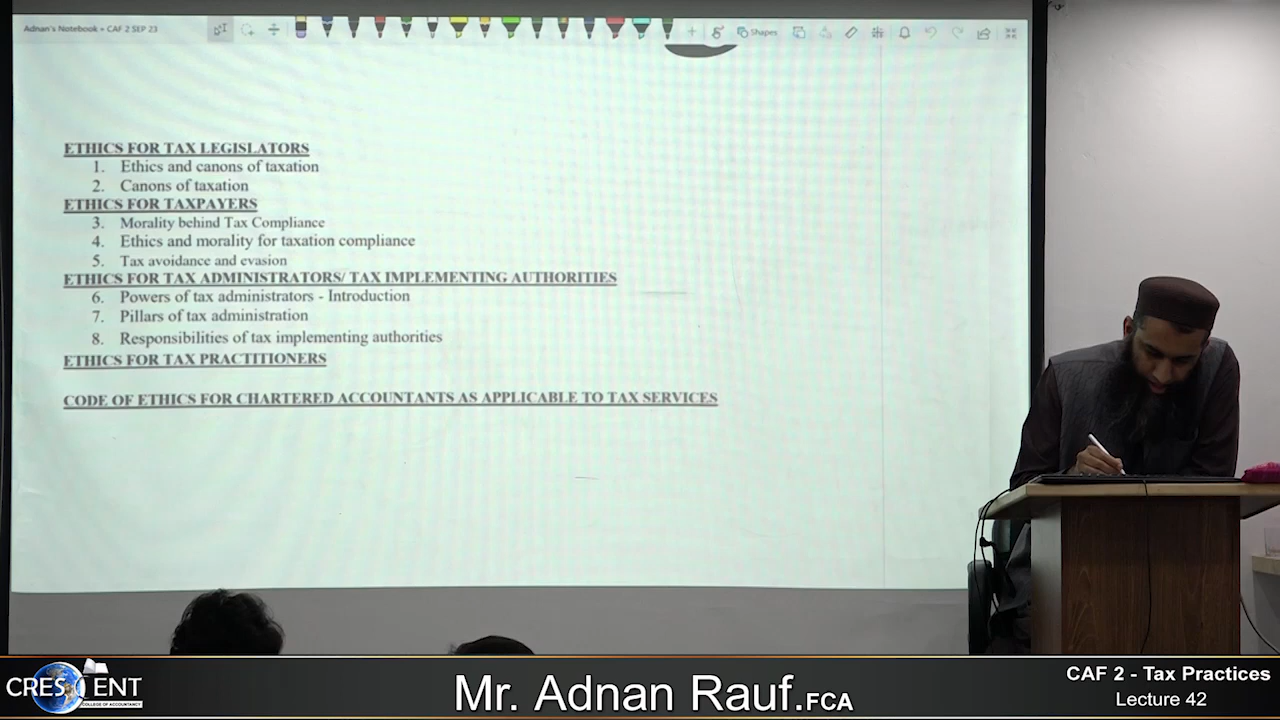 Adnan's Notebook » CAF 2 SEP 23
Shapes
ETHICS FOR TAX LEGISLATORS
1. Ethics and canons of taxation
2. Canons of taxation
ETHICS FOR TAXPAYERS
3. Morality behind Tax Compliance
4. Ethics and morality for taxation compliance
5. Tax avoidance and evasion
ETHICS FOR TAX ADMINISTRATORS/ TAX IMPLEMENTING AUTHORITIES
6. Powers of tax administrators - Introduction
7. Pillars of tax administration
8. Responsibilities of tax implementing authorities
ETHICS FOR TAX PRACTITIONERS
CODE OF ETHICS FOR CHARTERED ACCOUNTANTS AS APPLICABLE TO TAX SERVICES
CRESCENT
COLLEGE OF ACCOUNTANCY
Mr. Adnan Rauf.FCA
CAF 2 - Tax Practices
Lecture 42